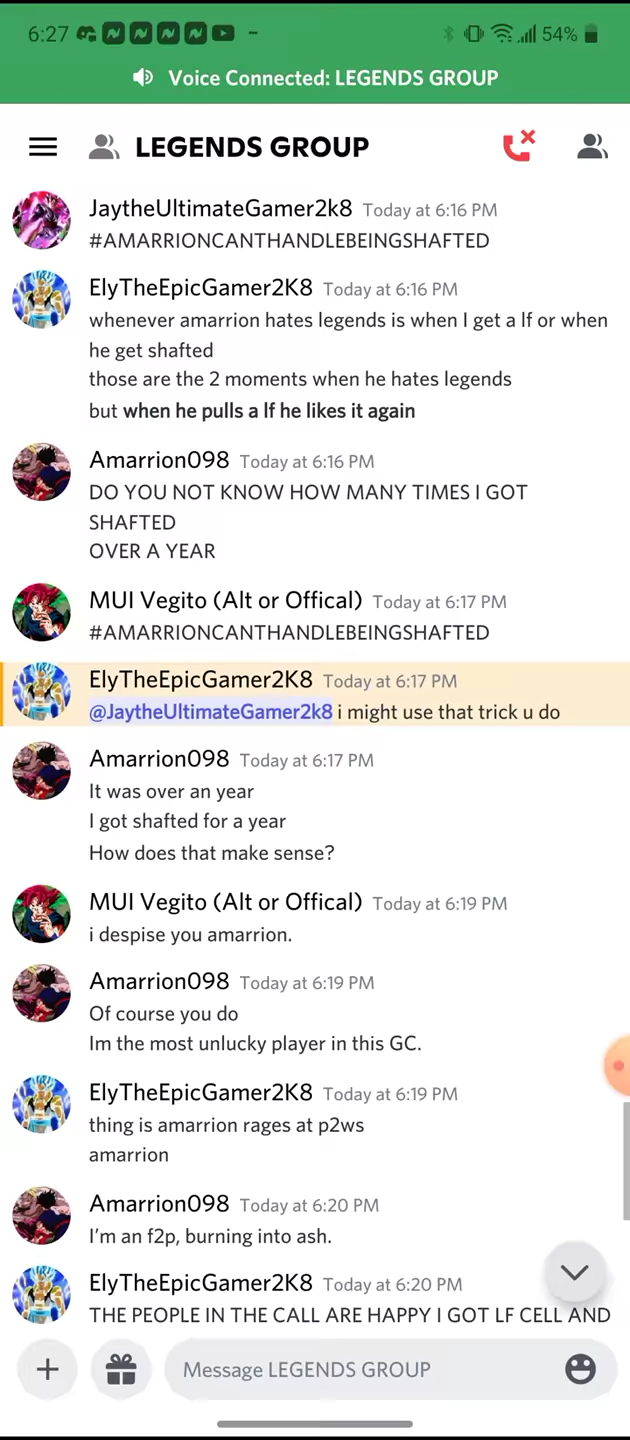 6:27
54%
Voice Connected: LEGENDS GROUP
LEGENDS GROUP
JaytheUltimateGamer2k8 Today at 6:16 PM
#AMARRIONCANTHANDLEBEINGSHAFTED
ElyTheEpicGamer2K8 Today at 6:16 PM
whenever amarrion hates legends is when I get a lf or when
he get shafted
those are the 2 moments when he hates legends
but when he pulls a lf he likes it again
Amarrion098 Today at 6:16 PM
DO YOU NOT KNOW HOW MANY TIMES I GOT
SHAFTED
OVER A YEAR
MUI Vegito (Alt or Offical) Today at 6:17 PM
#AMARRIONCANTHANDLEBEINGSHAFTED
ElyTheEpicGamer2K8 Today at 6:17 PM
@JaytheUltimateGamer2k8 i might use that trick u do
Amarrion098 Today at 6:17 PM
It was over an year
I got shafted for a year
How does that make sense?
MUI Vegito (Alt or Offical) Today at 6:19 PM
i despise you amarrion.
Amarrion098 Today at 6:19 PM
Of course you do
Im the most unlucky player in this GC.
ElyTheEpicGamer2K8 Today at 6:19 PM
thing is amarrion rages at p2ws
amarrion
Amarrion098 Today at 6:20 PM
I'm an f2p, burning into ash.
ElyTheEpicGamer2K8 Today at 6:20 PM
THE PEOPLE IN THE CALL ARE HAPPY I GOT LF CELL AND
Message LEGENDS GROUP